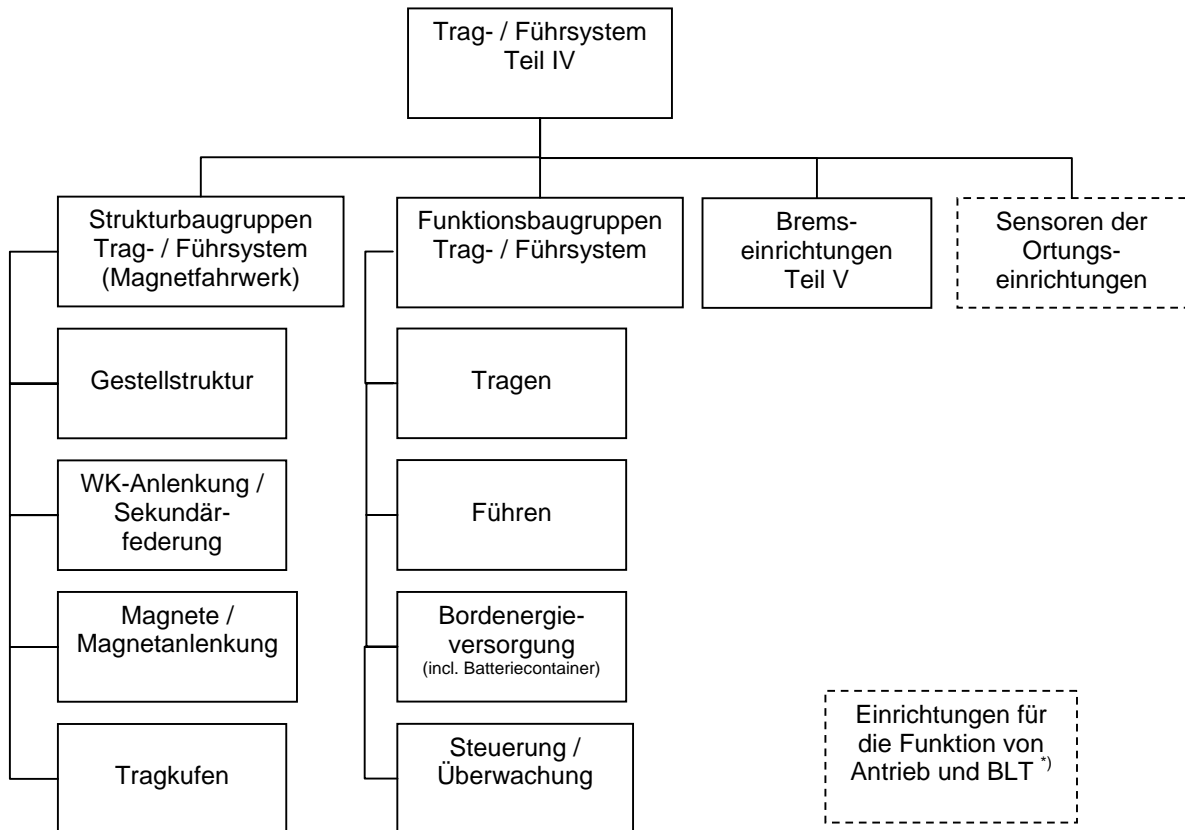 Trag- / Führsystem
Teil IV
Strukturbaugruppen
Trag- / Führsystem
(Magnetfahrwerk)
Funktionsbaugruppen
Trag- / Führsystem
Brems-
einrichtungen
Teil V
Sensoren der
Ortungs-
einrichtungen
Gestellstruktur
Tragen
WK-Anlenkung /
Sekundär-
federung
Führen
Magnete /
Magnetanlenkung
Bordenergie-
versorgung
(incl. Batteriecontainer)
Tragkufen
Steuerung /
Überwachung
Einrichtungen für
die Funktion von
Antrieb und BLT *)